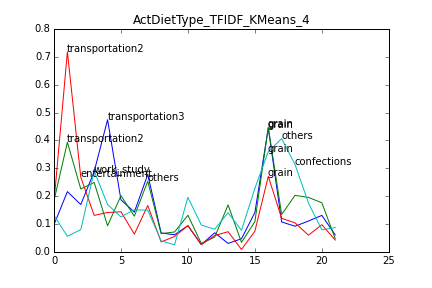 ActDietType_TFIDF_KMeans_4
0.8
0.7
0.6
0.5
0.4
0.3
0.2
0.1
0.0
transportation2
transportation3
transportation2
entertainment
work_study
others
grain
grain
others
grain
confections
grain
0
5
10
15
20
25